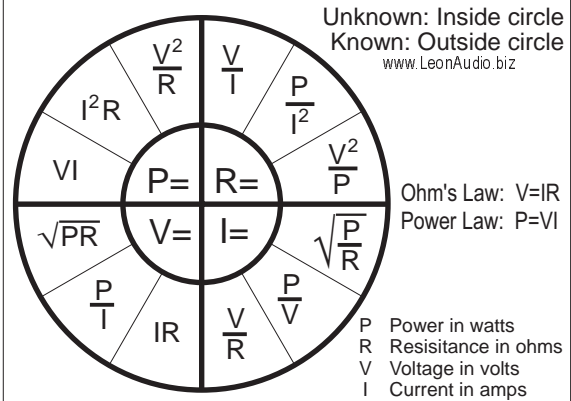 Unknown: Inside circle
Known: Outside circle
www.LeonAudio.biz
V²/R
V/I
I²R
P/I²
VI
V²/P
P=
R=
Ohm's Law: V=IR
Power Law: P=VI
√PR
V=
I=
√P/R
P/I
P/V
IR
V/R
P Power in watts
R Resisitance in ohms
V Voltage in volts
I Current in amps